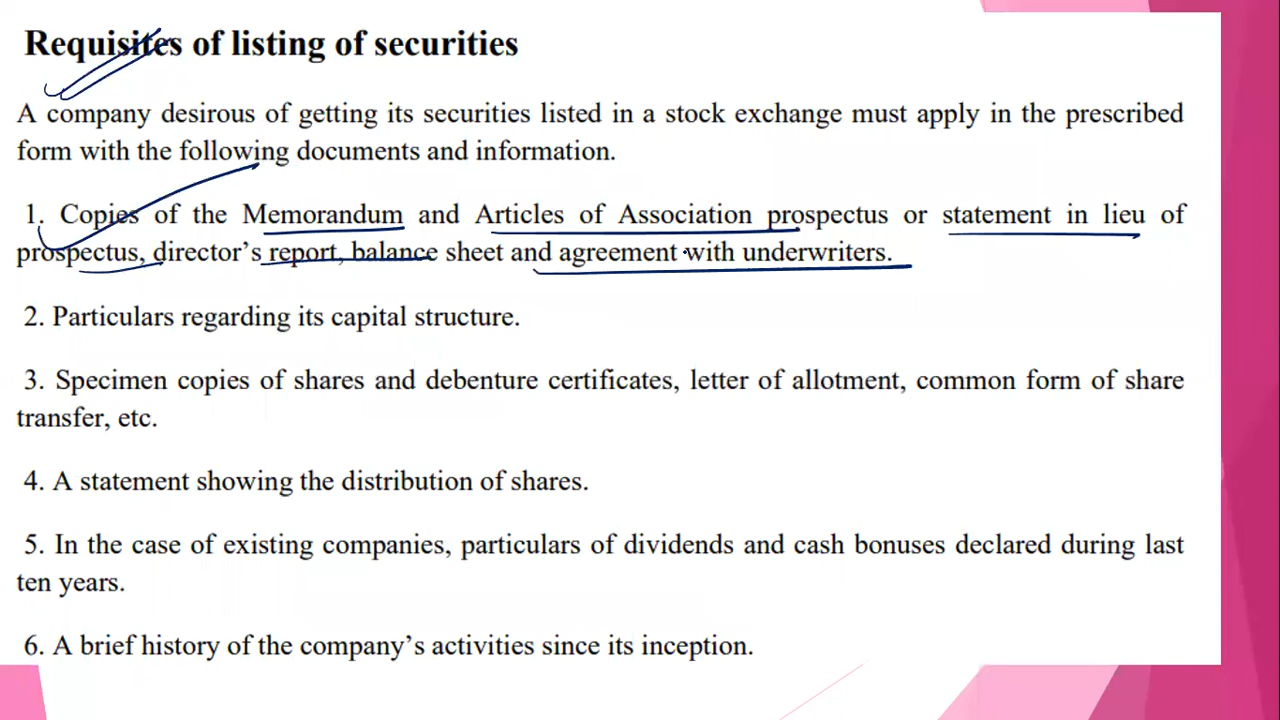 Requisites of listing of securities
A company desirous of getting its securities listed in a stock exchange must apply in the prescribed
form with the following documents and information.
1. Copies of the Memorandum and Articles of Association prospectus or statement in lieu of
prospectus, director’s report, balance sheet and agreement with underwriters.
2. Particulars regarding its capital structure.
3. Specimen copies of shares and debenture certificates, letter of allotment, common form of share
transfer, etc.
4. A statement showing the distribution of shares.
5. In the case of existing companies, particulars of dividends and cash bonuses declared during last
ten years.
6. A brief history of the company’s activities since its inception.